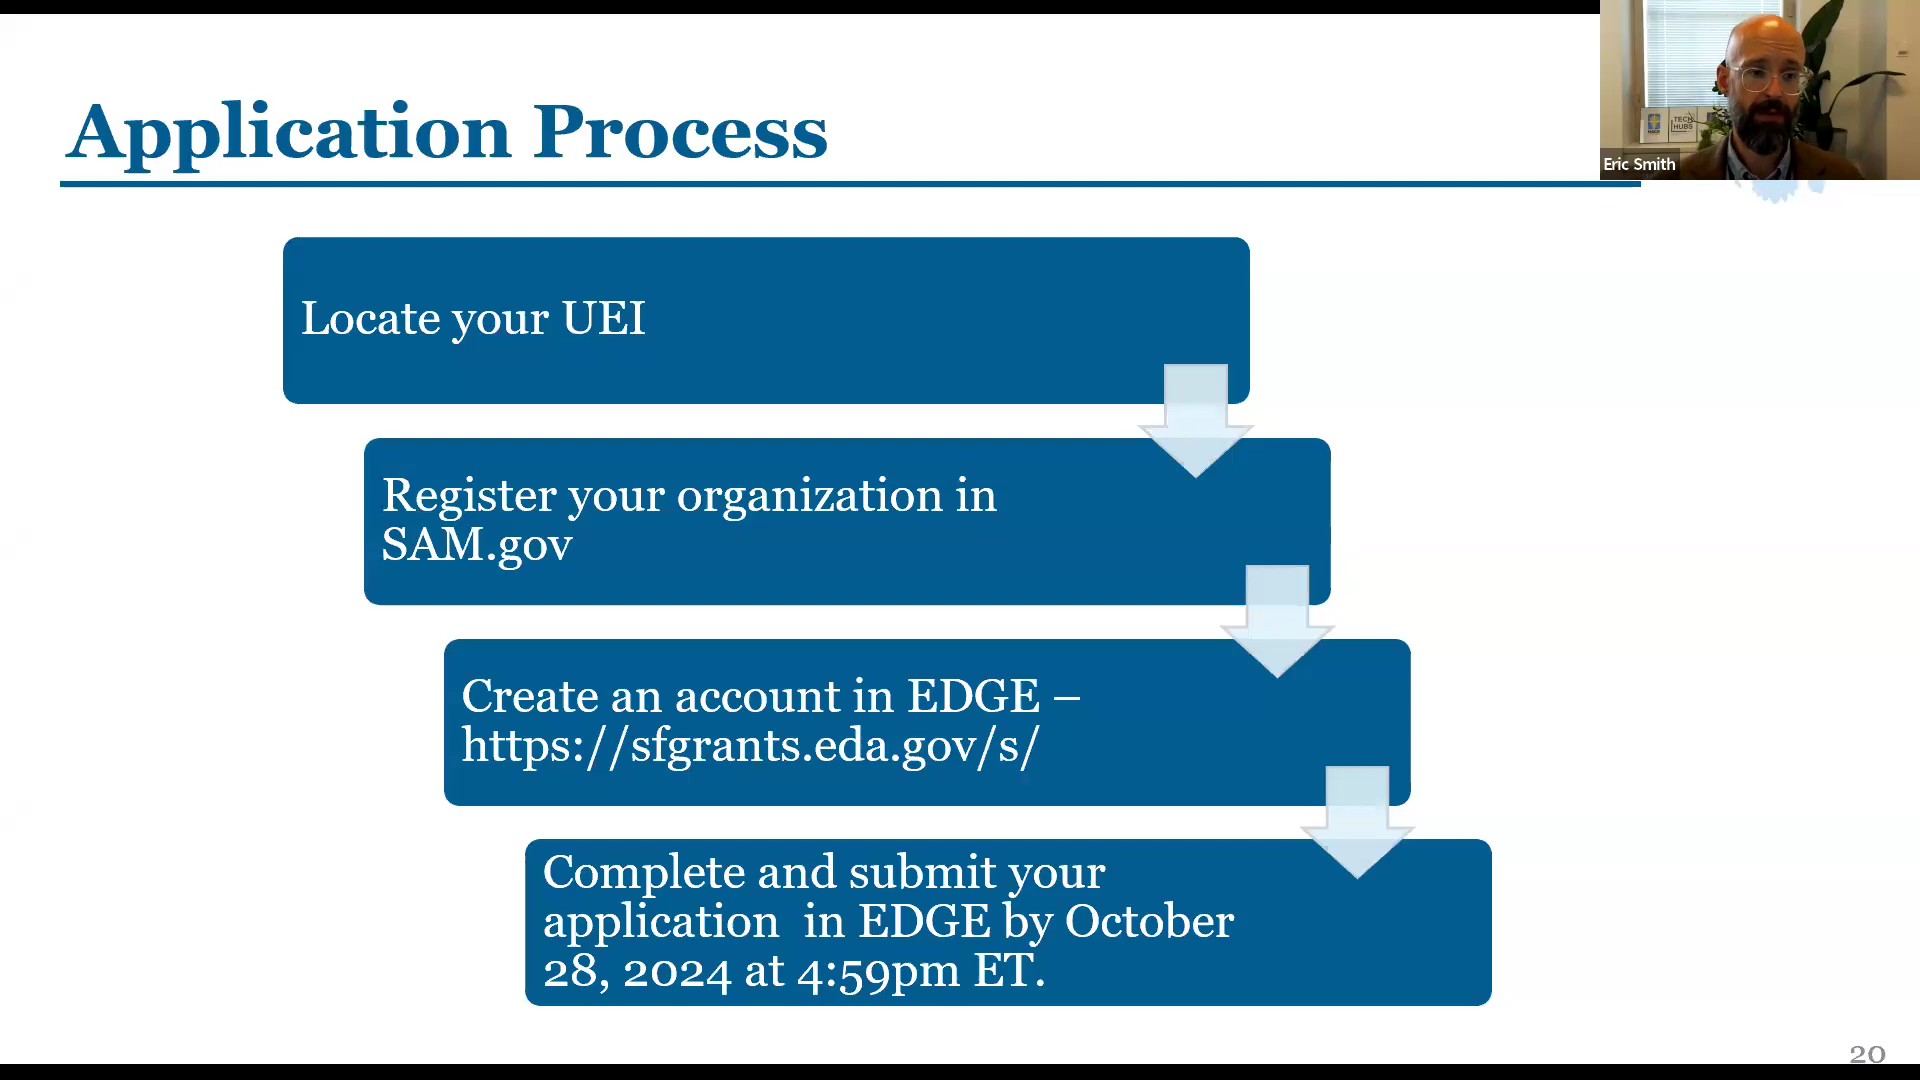 Application Process
TECH
HUBS
Eric Smith
Locate your UEI
Register your organization in
SAM.gov
Create an account in EDGE –
https://sfgrants.eda.gov/s/
Complete and submit your
application  in EDGE by October
28, 2024 at 4:59pm ET.
20